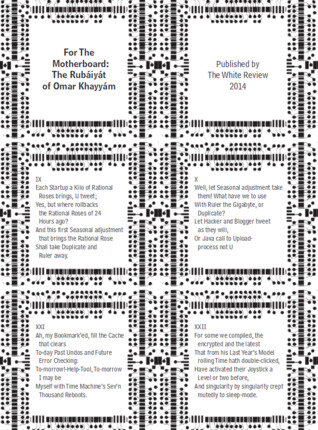 For The
Motherboard:
The Rubáiyát
of Omar Khayyám
Published by
The White Review
2014
IX
Each Startup a Kilo of Rational
Roses brings, U tweet;
Yes, but where rollbacks
the Rational Roses of 24
Hours ago?
And this first Seasonal adjustment
that brings the Rational Rose
Shall take Duplicate and
Ruler away.
X
Well, let Seasonal adjustment take
them! What have we to use
With Ruler the Gigabyte, or
Duplicate?
Let Hacker and Blogger tweet
as they will,
Or Java call to Upload-
process not U
XXI
Ah, my Bookmark'ed, fill the Cache
that clears
To-day Past Undos and Future
Error Checking:
To-morrow!-Help-Tool, To-morrow
I may be
Myself with Time Machine's Sev'n
Thousand Reboots.
XXII
For some we compiled, the
encrypted and the latest
That from his Last Year's Model
rolling Time hath double-clicked,
Have activated their Joystick a
Level or two before,
And singularity by singularity crept
mutedly to sleep-mode.